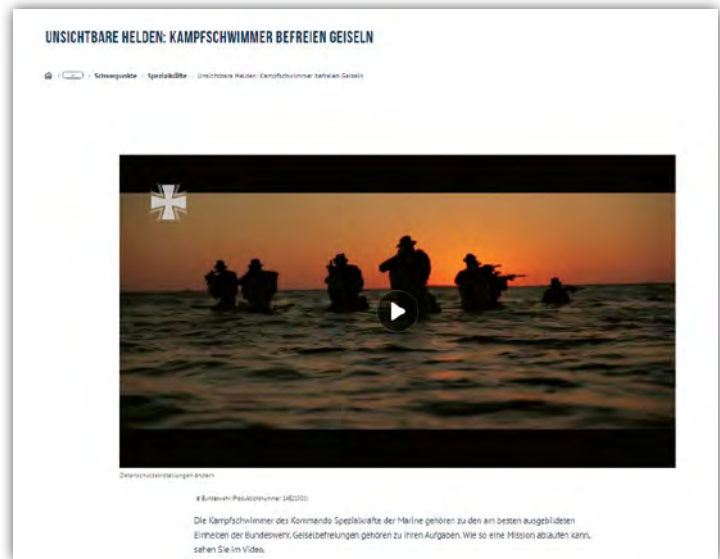 UNSICHTBARE HELDEN: KAMPFSCHWIMMER BEFREIEN GEISELN
Schwerpunkte Spezialkräfte Unsichtbare Helden: Kampfschwimmer befreien Geiseln
Datenschutzeinstellungen ändern
Bundeswehr (Produktionsnummer
Die Kampfschwimmer des Kommando Spezialkräfte der Marine gehören zu den am besten ausgebildeten
Einheiten der Bundeswehr. Geiselbefreiungen gehören zu ihren Aufgaben. Wie so eine Mission ablaufen kann,
sehen Sie im Video.